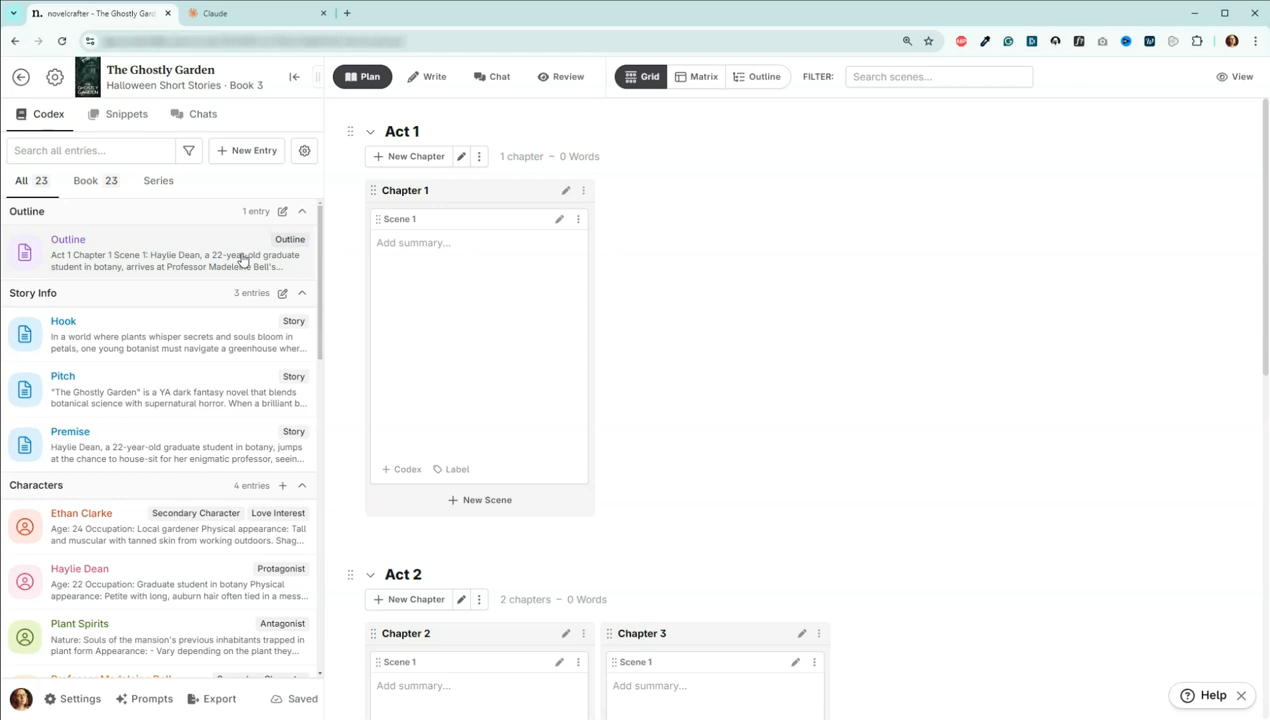 novelcrafter - The Ghostly Gard
Claude
The Ghostly Garden
Halloween Short Stories · Book 3
Plan
Write
Chat
Review
Grid
Matrix
Outline
FILTER:
Search scenes...
View
Codex
Snippets
Chats
Search all entries...
+ New Entry
All 23
Book 23
Series
Outline
1 entry
Outline
Outline
Act 1 Chapter 1 Scene 1: Haylie Dean, a 22-year-old graduate
student in botany, arrives at Professor Madeleine Bell's...
Story Info
3 entries
Hook
Story
In a world where plants whisper secrets and souls bloom in
petals, one young botanist must navigate a greenhouse wher...
Pitch
Story
"The Ghostly Garden" is a YA dark fantasy novel that blends
botanical science with supernatural horror. When a brilliant b...
Premise
Story
Haylie Dean, a 22-year-old graduate student in botany, jumps
at the chance to house-sit for her enigmatic professor, seein...
Characters
4 entries
Ethan Clarke
Secondary Character
Love Interest
Age: 24 Occupation: Local gardener Physical appearance: Tall
and muscular with tanned skin from working outdoors. Shag...
Haylie Dean
Protagonist
Age: 22 Occupation: Graduate student in botany Physical
appearance: Petite with long, auburn hair often tied in a mess...
Plant Spirits
Antagonist
Nature: Souls of the mansion's previous inhabitants trapped in
plant form Appearance: - Vary depending on the plant they...
Settings
Prompts
Export
Saved
Act 1
+ New Chapter
1 chapter – 0 Words
Chapter 1
Scene 1
Add summary...
+ Codex
Label
+ New Scene
Act 2
+ New Chapter
2 chapters – 0 Words
Chapter 2
Chapter 3
Scene 1
Scene 1
Add summary...
Add summary...
Help